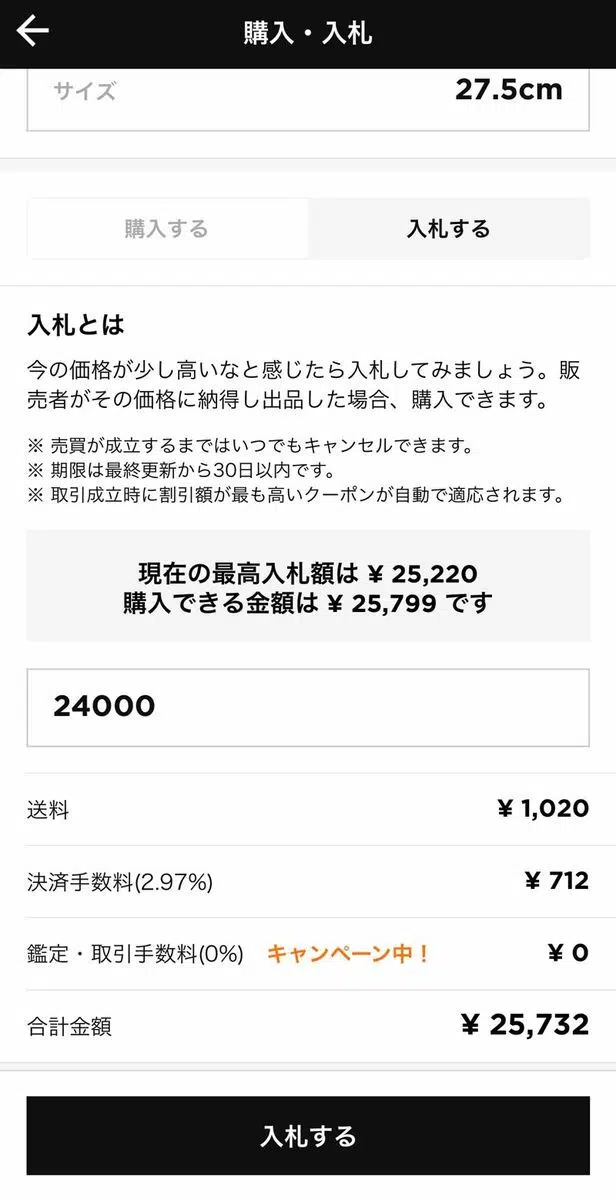 購入・入札
サイズ 27.5cm
購入する 入札する
入札とは
今の価格が少し高いなと感じたら入札してみましょう。販
売者がその価格に納得し出品した場合、購入できます。
※ 売買が成立するまではいつでもキャンセルできます。
※ 期限は最終更新から30日以内です。
※ 取引成立時に割引額が最も高いクーポンが自動で適応されます。
現在の最高入札額は ¥ 25,220
購入できる金額は ¥ 25,799 です
24000
送料 ¥ 1,020
決済手数料(2.97%) ¥ 712
鑑定・取引手数料(0%) キャンペーン中！ ¥ 0
合計金額 ¥ 25,732
入札する